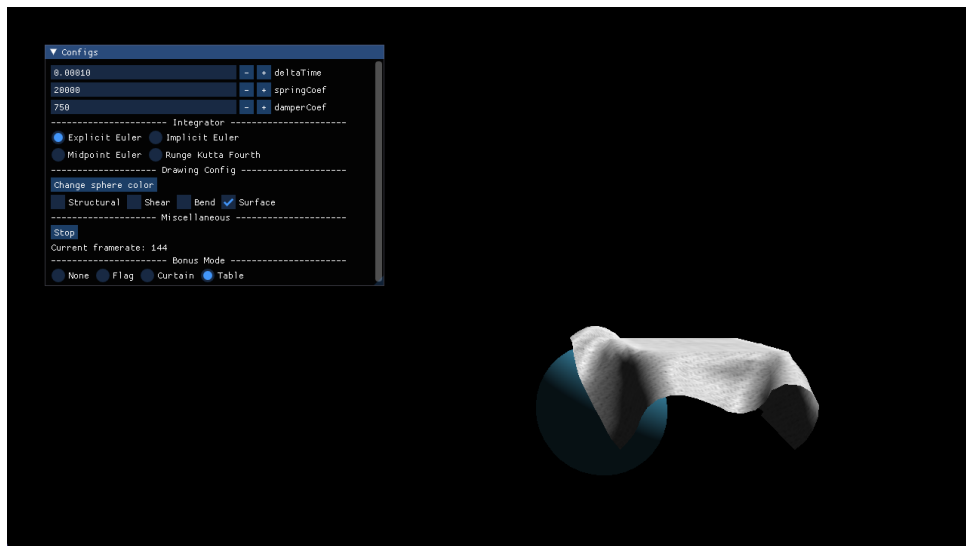 Configs
0.00010 - + deltaTime
20000 - + springCoef
750 - + damperCoef
---------------------- Integrator ----------------------
Explicit Euler Implicit Euler
Midpoint Euler Runge Kutta Fourth
-------------------- Drawing Config --------------------
Change sphere color
Structural Shear Bend Surface
-------------------- Miscellaneous ---------------------
Stop
Current framerate: 144
---------------------- Bonus Mode ----------------------
None Flag Curtain Table